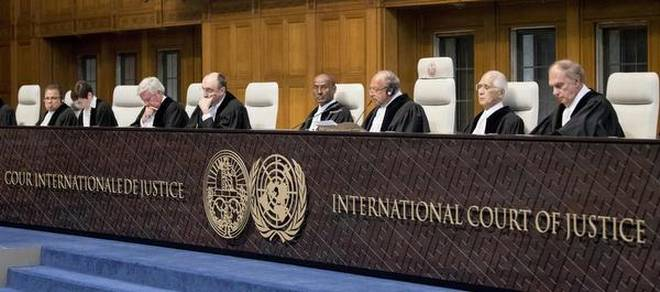 COUR INTERNATIONALE DE JUSTICE
INTERNATIONAL COURT OF JUSTICE